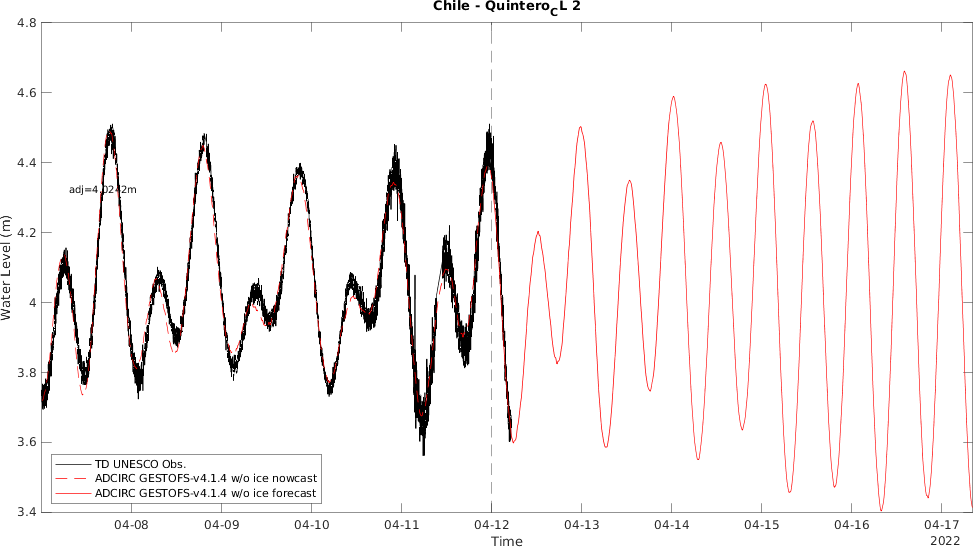 Chile - Quintero_CL 2
4.8
4.6
4.4
4.2
4
3.8
3.6
3.4
Water Level (m)
adj=4.0242m
TD UNESCO Obs.
ADCIRC GESTOFS-v4.1.4 w/o ice nowcast
ADCIRC GESTOFS-v4.1.4 w/o ice forecast
04-08 04-09 04-10 04-11 04-12 04-13 04-14 04-15 04-16 04-17
Time
2022